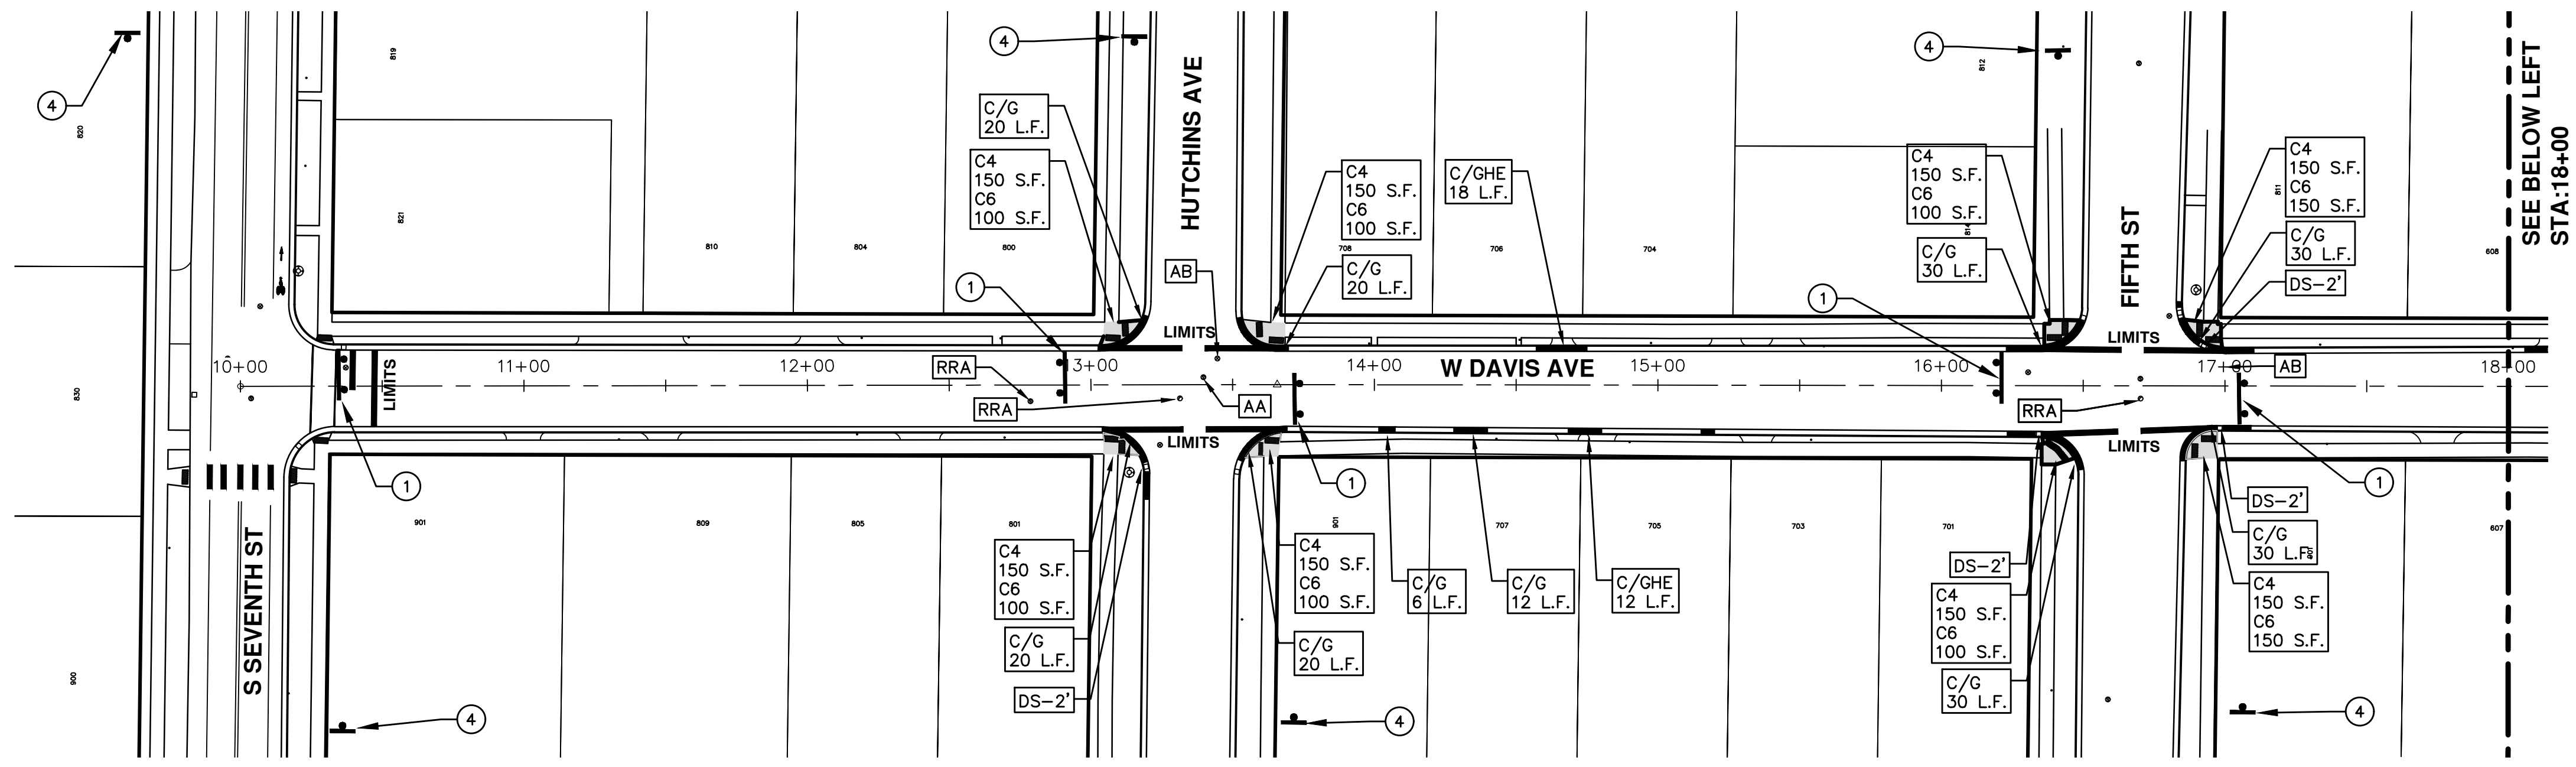 4
820
819
821
810
804
800
C/G
20 L.F.
C4
150 S.F.
C6
100 S.F.
4
HUTCHINS AVE
AB
1
LIMITS
C4
150 S.F.
C6
100 S.F.
C/G
20 L.F.
708
C/GHE
18 L.F.
706
704
4
812
C4
150 S.F.
C6
100 S.F.
814
C/G
30 L.F.
1
FIFTH ST
LIMITS
811
C4
150 S.F.
C6
150 S.F.
C/G
30 L.F.
DS-2'
608
SEE BELOW LEFT
STA:18+00
10+00
11+00
12+00
13+00
14+00
15+00
16+00
17+00
18+00
LIMITS
RRA
RRA
AA
W DAVIS AVE
RRA
AB
830
900
S SEVENTH ST
1
901
809
805
801
LIMITS
C4
150 S.F.
C6
100 S.F.
C/G
20 L.F.
DS-2'
4
1
901
C4
150 S.F.
C6
100 S.F.
C/G
20 L.F.
4
C/G
6 L.F.
707
C/G
12 L.F.
705
C/GHE
12 L.F.
703
701
LIMITS
DS-2'
C4
150 S.F.
C6
100 S.F.
C/G
30 L.F.
1
DS-2'
C/G
30 L.F.
C4
150 S.F.
C6
150 S.F.
607
4